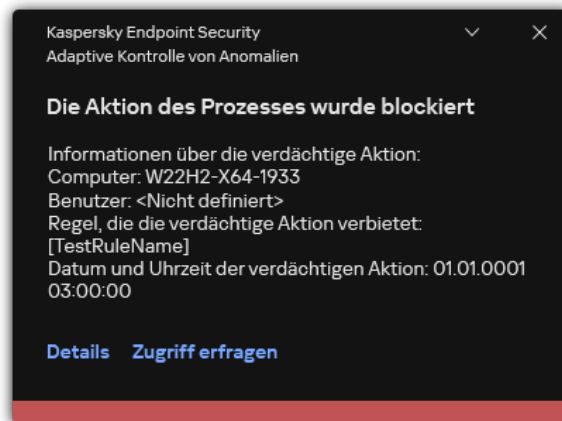 Kaspersky Endpoint Security
Adaptive Kontrolle von Anomalien
Die Aktion des Prozesses wurde blockiert
Informationen über die verdächtige Aktion:
Computer: W22H2-X64-1933
Benutzer: <Nicht definiert>
Regel, die die verdächtige Aktion verbietet:
[TestRuleName]
Datum und Uhrzeit der verdächtigen Aktion: 01.01.0001
03:00:00
Details Zugriff erfragen